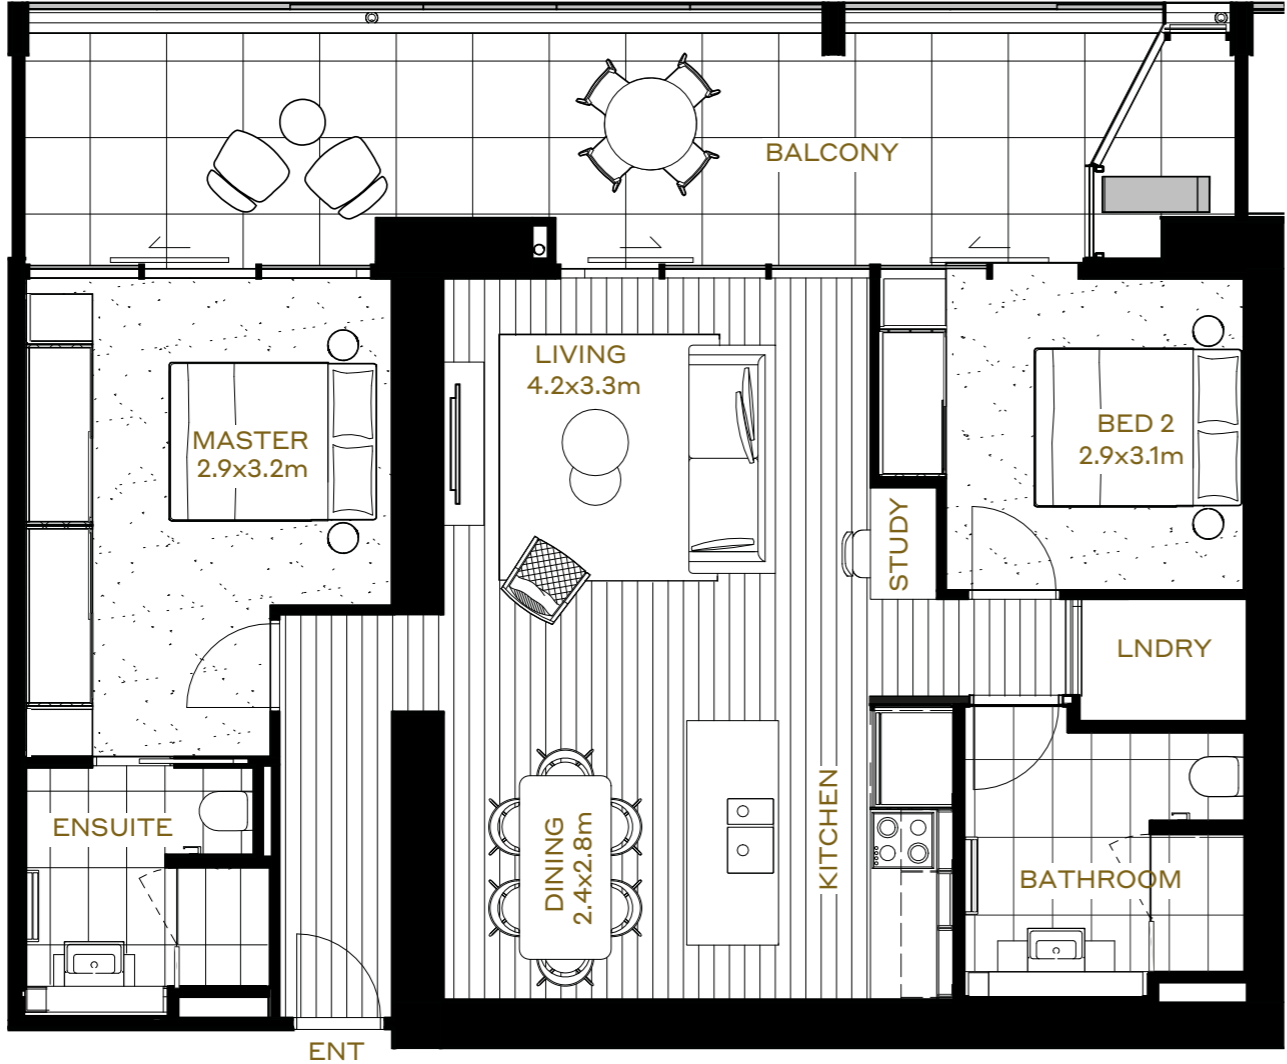 BALCONY
LIVING
4.2x3.3m
MASTER
2.9x3.2m
BED 2
2.9x3.1m
STUDY
LNDRY
ENSUITE
DINING
2.4x2.8m
KITCHEN
BATHROOM
ENT